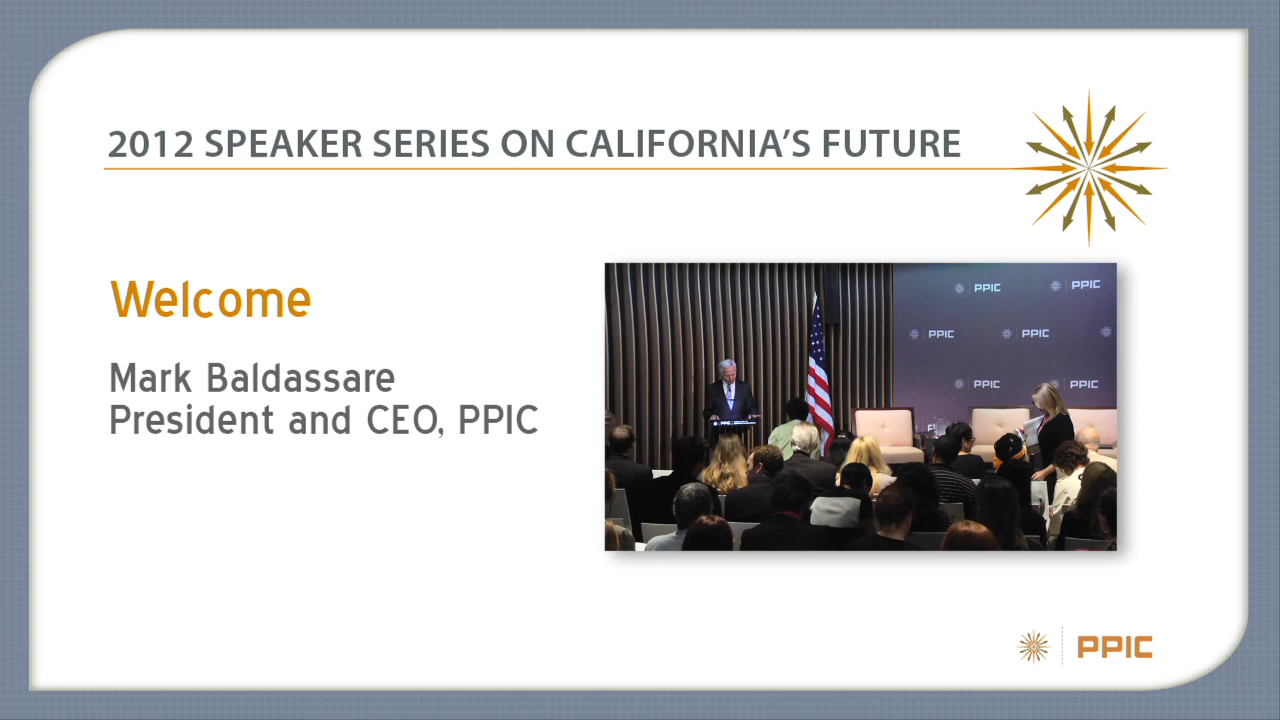 2012 SPEAKER SERIES ON CALIFORNIA'S FUTURE
Welcome
Mark Baldassare
President and CEO, PPIC
PPIC
PPIC
PPIC
PPIC
PPIC
PPIC
PPIC
PPIC